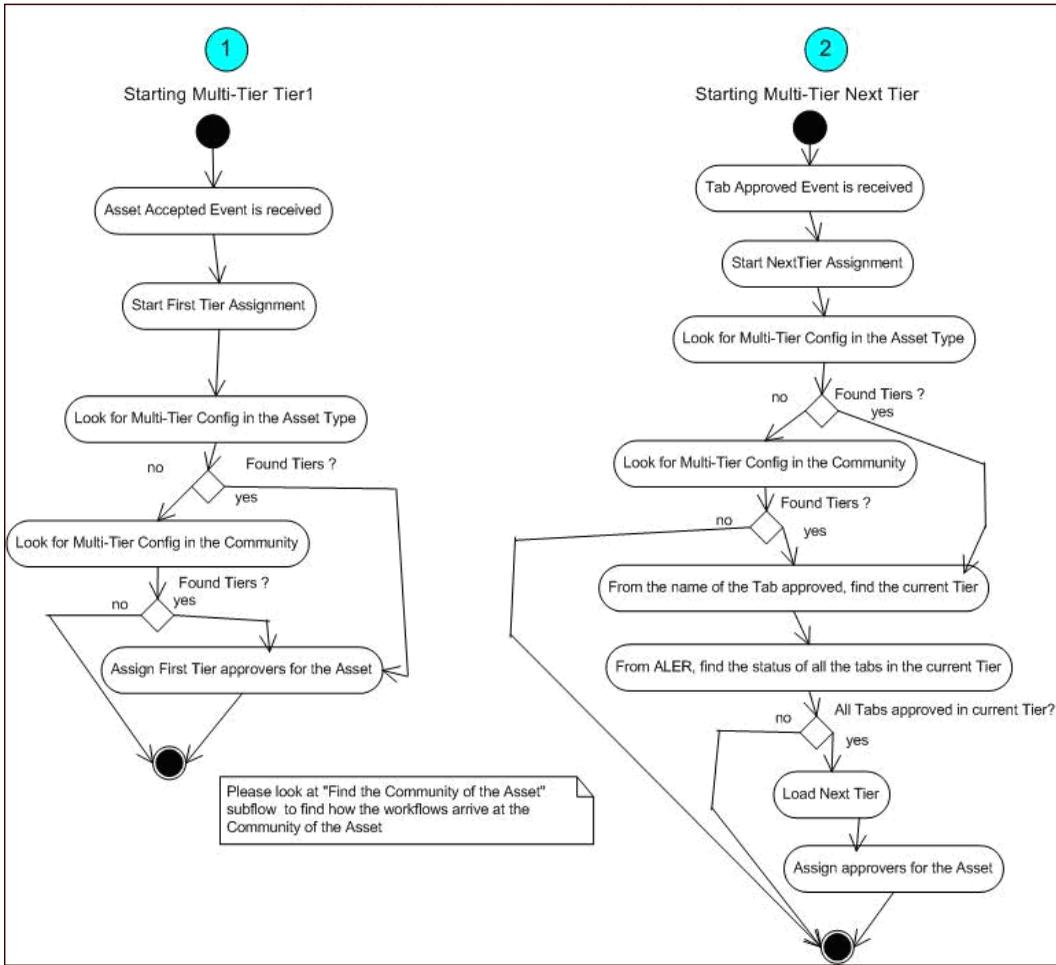 1
Starting Multi-Tier Tier1
Asset Accepted Event is received
Start First Tier Assignment
Look for Multi-Tier Config in the Asset Type
no
Found Tiers ?
yes
Look for Multi-Tier Config in the Community
Found Tiers ?
no
yes
Assign First Tier approvers for the Asset
Please look at "Find the Community of the Asset"
subflow to find how the workflows arrive at the
Community of the Asset
2
Starting Multi-Tier Next Tier
Tab Approved Event is received
Start NextTier Assignment
Look for Multi-Tier Config in the Asset Type
no
Found Tiers ?
yes
Look for Multi-Tier Config in the Community
Found Tiers ?
no
yes
From the name of the Tab approved, find the current Tier
From ALER, find the status of all the tabs in the current Tier
All Tabs approved in current Tier?
no
yes
Load Next Tier
Assign approvers for the Asset